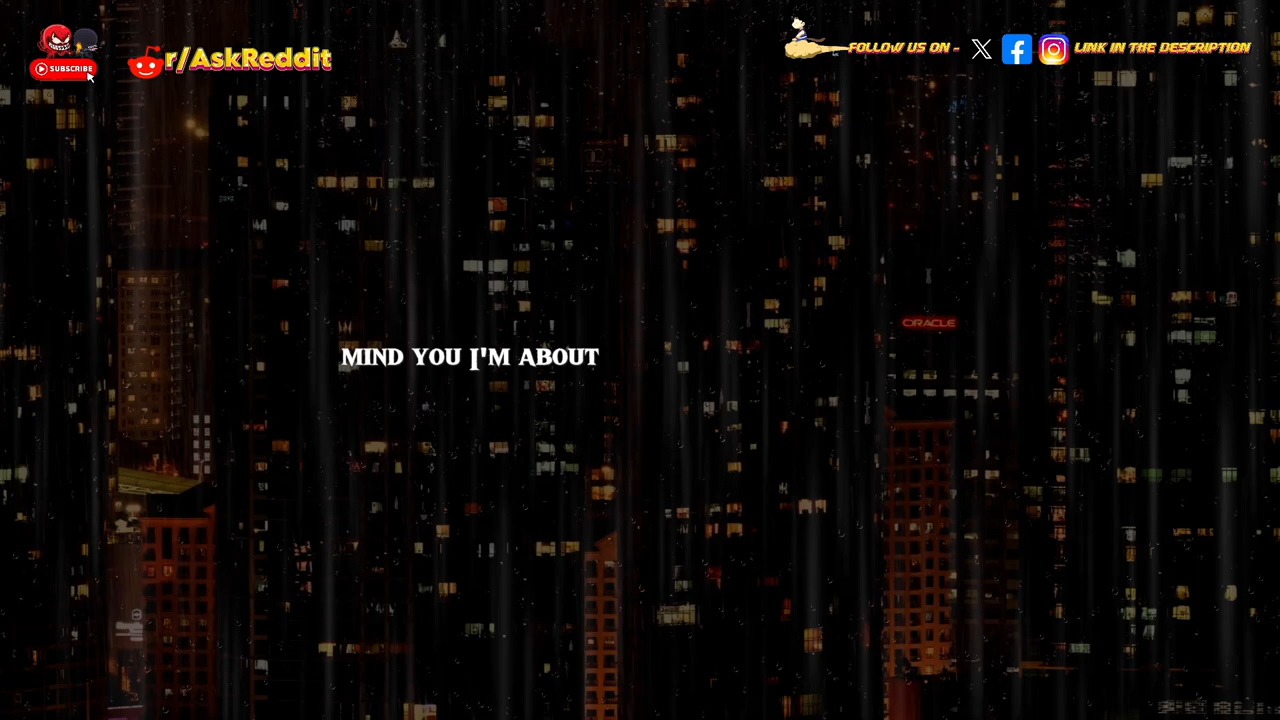 SUBSCRIBE
r/AskReddit
FOLLOW US ON -
LINK IN THE DESCRIPTION
ORACLE
MIND YOU I'M ABOUT